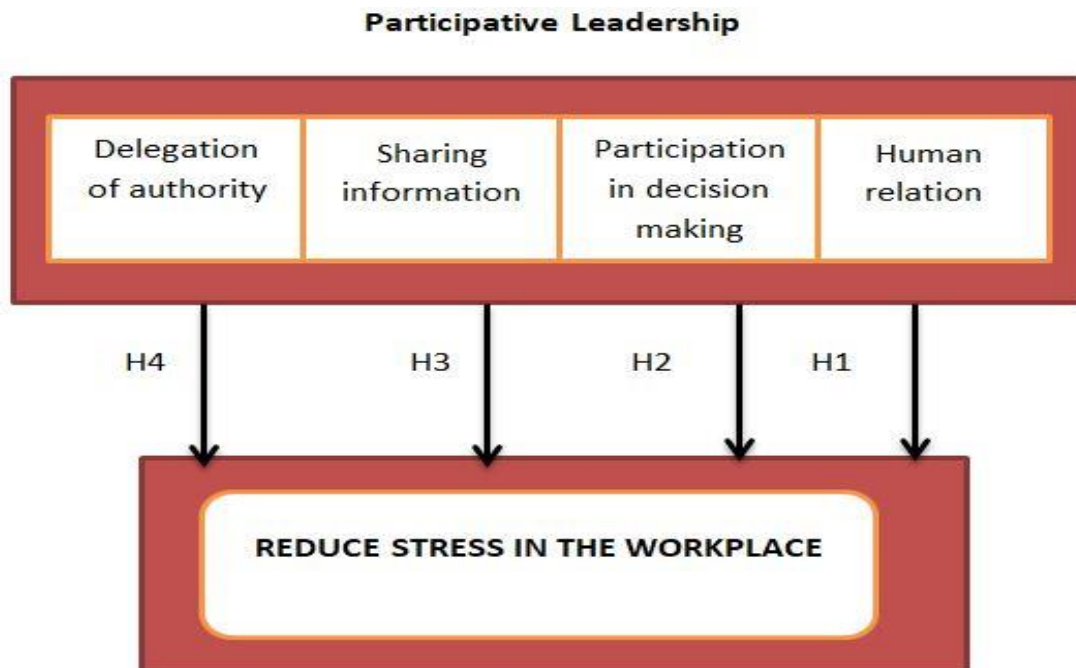 Participative Leadership
Delegation
of authority
Sharing
information
Participation
in decision
making
Human
relation
H4
H3
H2
H1
REDUCE STRESS IN THE WORKPLACE